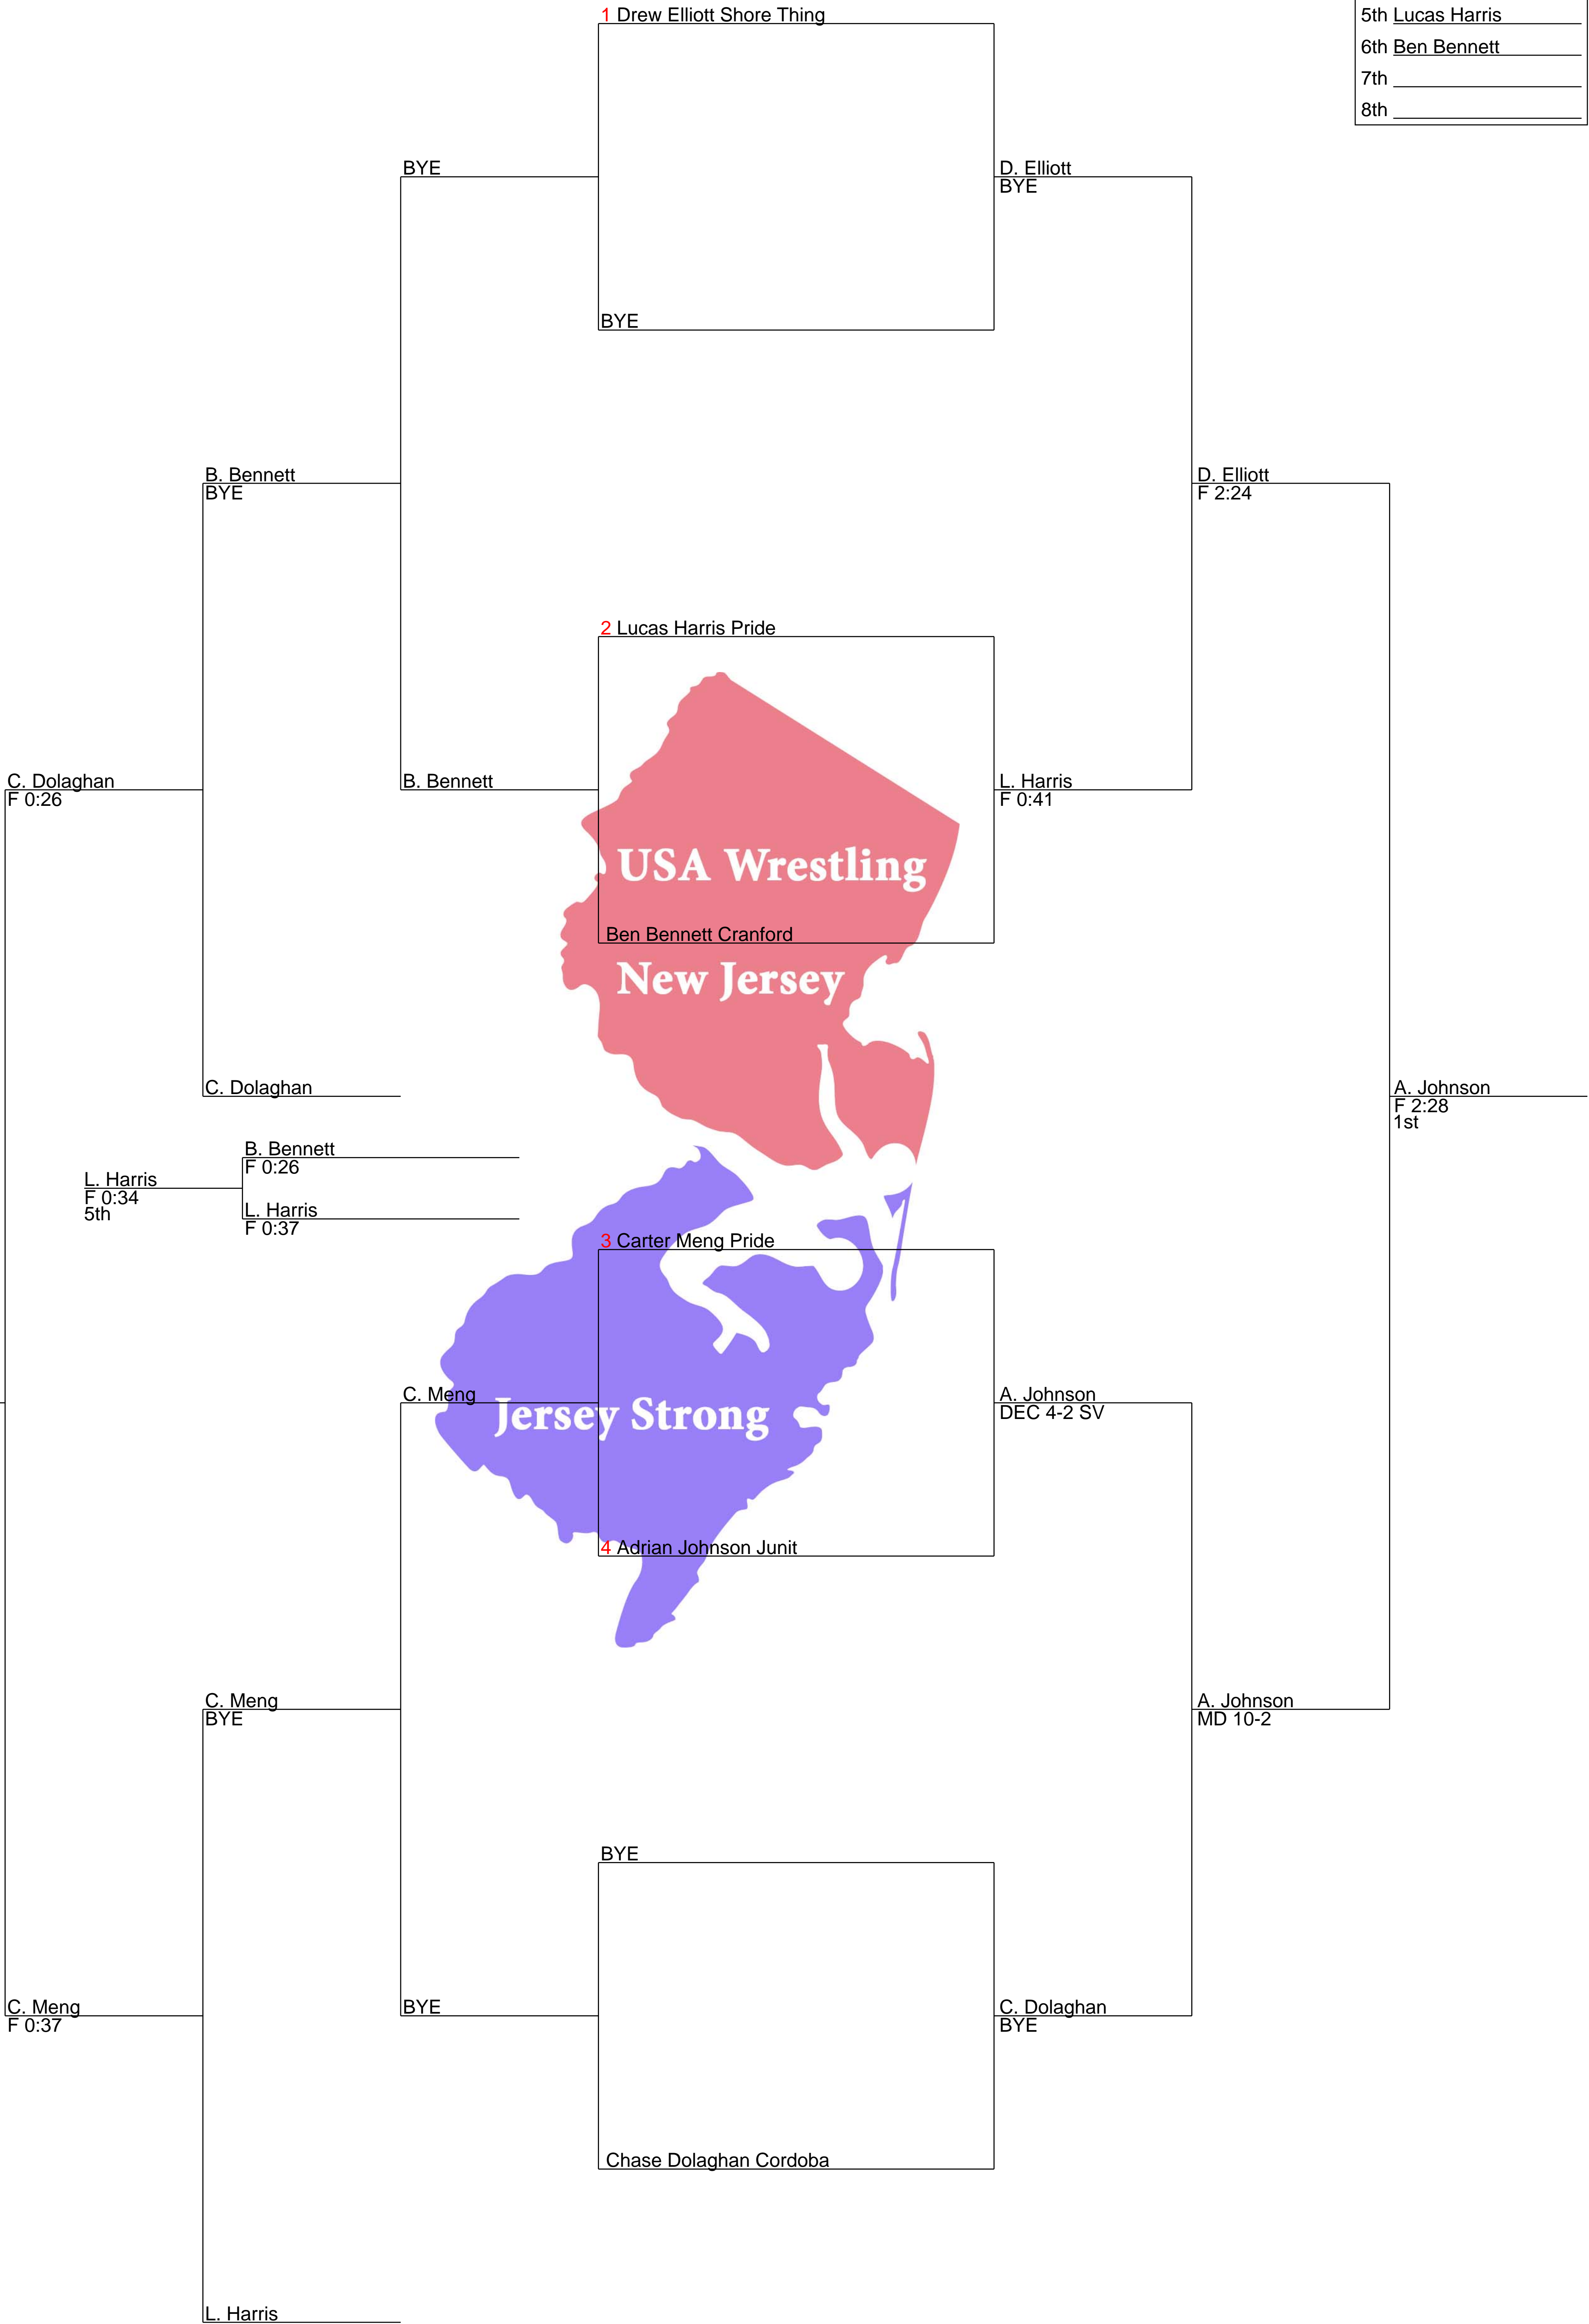 1 Drew Elliott Shore Thing
5th Lucas Harris
6th Ben Bennett
7th
8th
BYE
D. Elliott
BYE
BYE
B. Bennett
BYE
D. Elliott
F 2:24
2 Lucas Harris Pride
C. Dolaghan
F 0:26
B. Bennett
L. Harris
F 0:41
USA Wrestling
Ben Bennett Cranford
New Jersey
C. Dolaghan
A. Johnson
F 2:28
1st
B. Bennett
F 0:26
L. Harris
F 0:34
5th
L. Harris
F 0:37
3 Carter Meng Pride
C. Meng
A. Johnson
DEC 4-2 SV
Jersey Strong
4 Adrian Johnson Junit
C. Meng
BYE
A. Johnson
MD 10-2
BYE
C. Meng
F 0:37
BYE
C. Dolaghan
BYE
Chase Dolaghan Cordoba
L. Harris